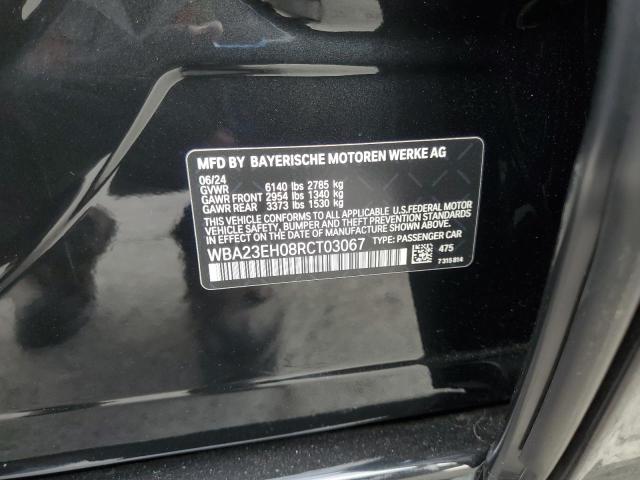 MFD BY BAYERISCHE MOTOREN WERKE AG
06/24
GVWR 6140 lbs 2785 kg
GAWR FRONT 2954 lbs 1340 kg
GAWR REAR 3373 lbs 1530 kg
THIS VEHICLE CONFORMS TO ALL APPLICABLE U.S.FEDERAL MOTOR
VEHICLE SAFETY, BUMPER AND THEFT PREVENTION STANDARDS
IN EFFECT ON THE DATE OF MANUFACTURE SHOWN ABOVE.
WBA23EH08RCT03067 TYPE: PASSENGER CAR
475
7315814